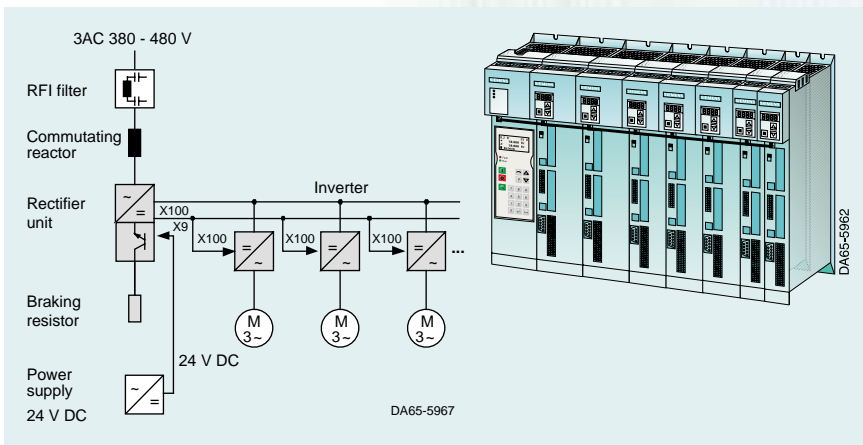 3AC 380 - 480 V
RFI filter
Commutating
reactor
Rectifier
unit
~
=
X100
X9
Inverter
X100
=
~
X100
=
~
X100
=
~
...
M
3~
M
3~
M
3~
Braking
resistor
24 V DC
Power
supply
24 V DC
~
=
DA65-5967
DA65-5962